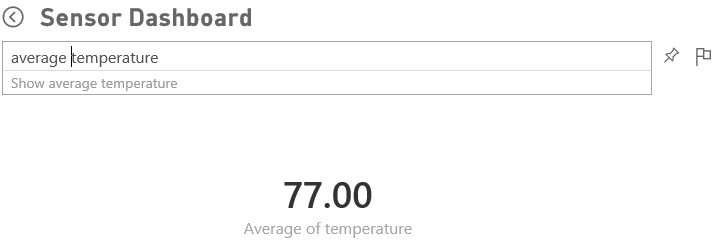 Sensor Dashboard
average temperature
Show average temperature
77.00
Average of temperature